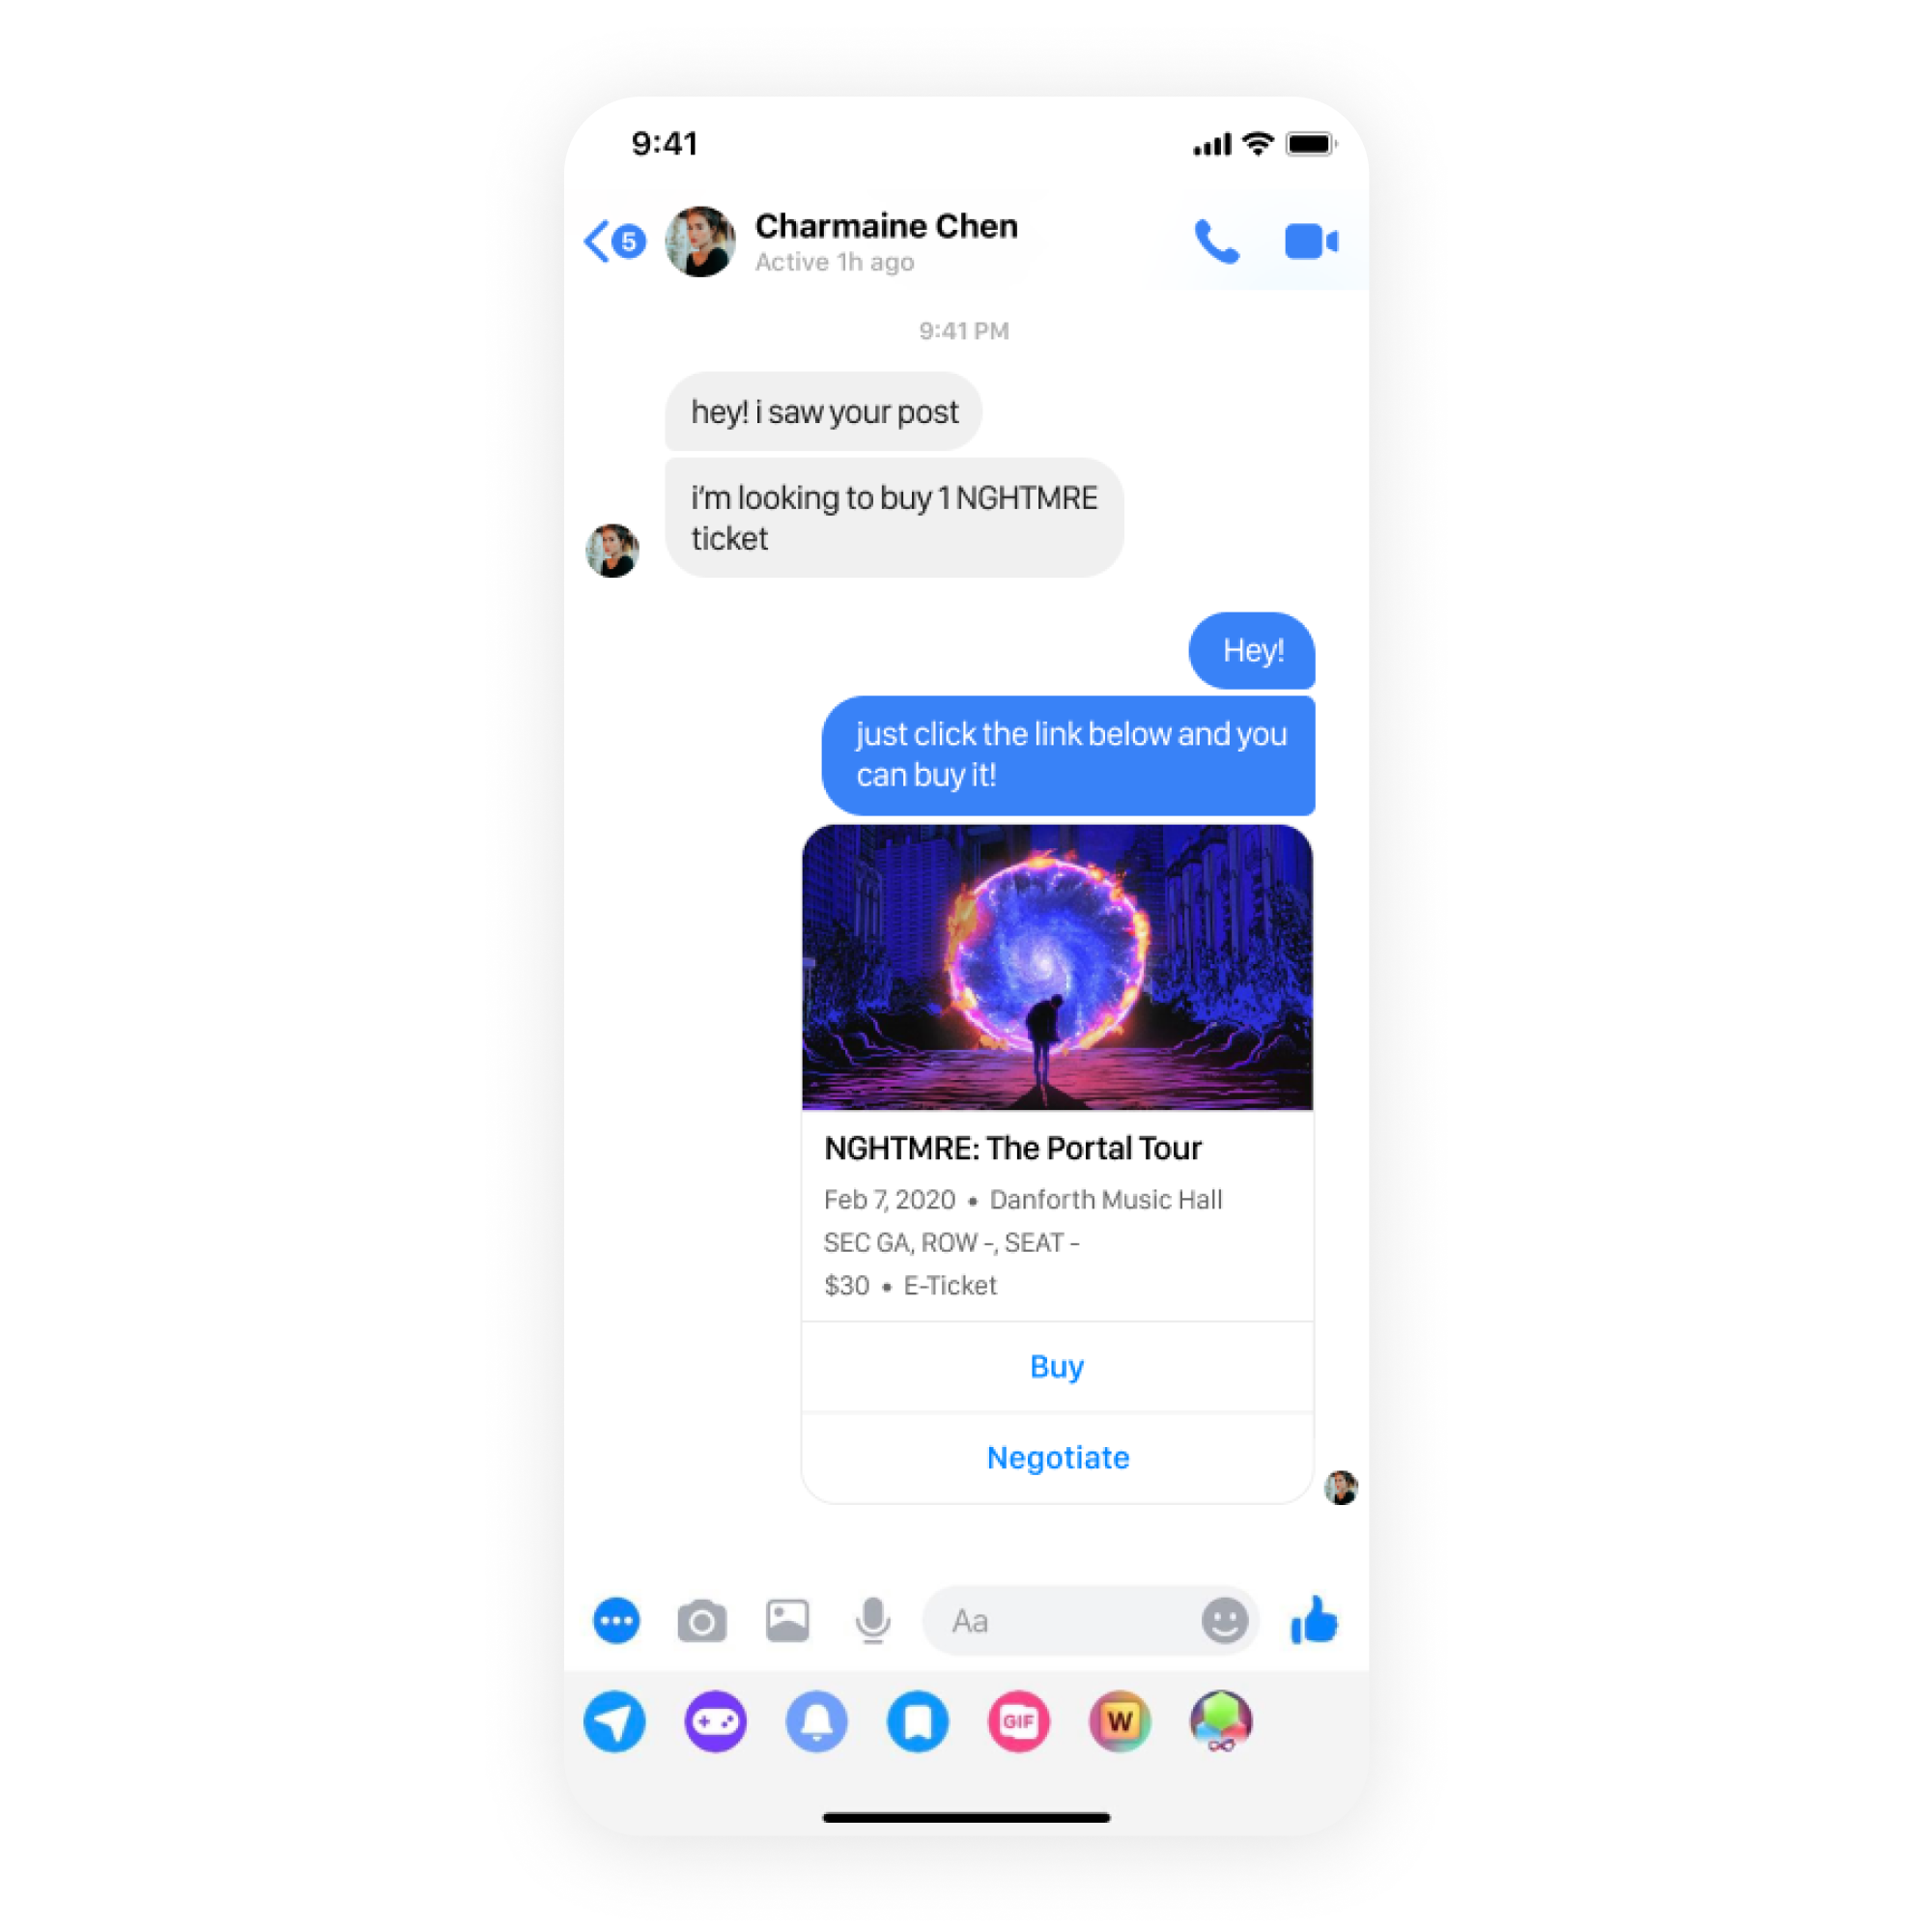 9:41
5
Charmaine Chen
Active 1h ago
9:41 PM
hey! i saw your post
i'm looking to buy 1 NGHTMRE
ticket
Hey!
just click the link below and you
can buy it!
NGHTMRE: The Portal Tour
Feb 7, 2020 • Danforth Music Hall
SEC GA, ROW -, SEAT -
$30 • E-Ticket
Buy
Negotiate
Aa
GIF
W